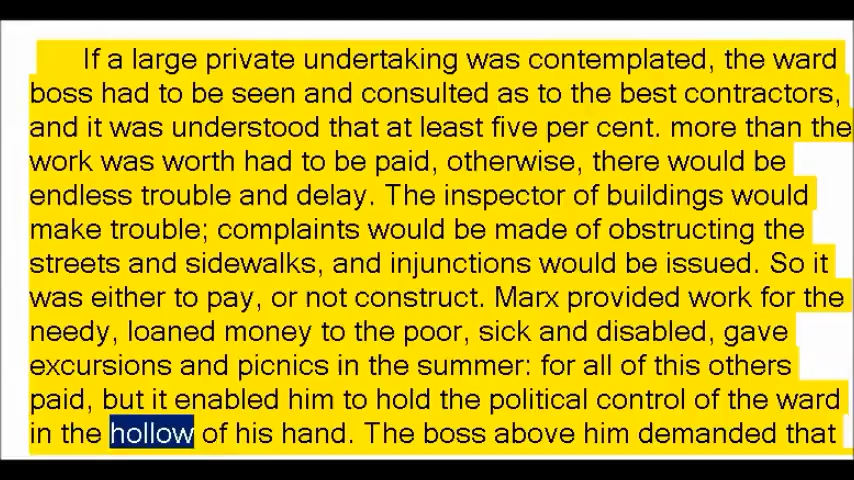 If a large private undertaking was contemplated, the ward
boss had to be seen and consulted as to the best contractors,
and it was understood that at least five per cent. more than the
work was worth had to be paid, otherwise, there would be
endless trouble and delay. The inspector of buildings would
make trouble; complaints would be made of obstructing the
streets and sidewalks, and injunctions would be issued. So it
was either to pay, or not construct. Marx provided work for the
needy, loaned money to the poor, sick and disabled, gave
excursions and picnics in the summer: for all of this others
paid, but it enabled him to hold the political control of the ward
in the hollow of his hand. The boss above him demanded that